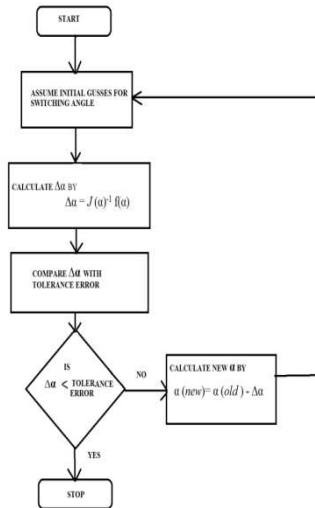 START
ASSUME INITIAL GUSSES FOR
SWITCHING ANGLE
CALCULATE Δα BY
Δα = J (α)-1 f(α)
COMPARE Δα WITH
TOLERANCE ERROR
IS
Δα < TOLERANCE
ERROR
NO
CALCULATE NEW α BY
α (new)= α (old ) - Δα
YES
STOP